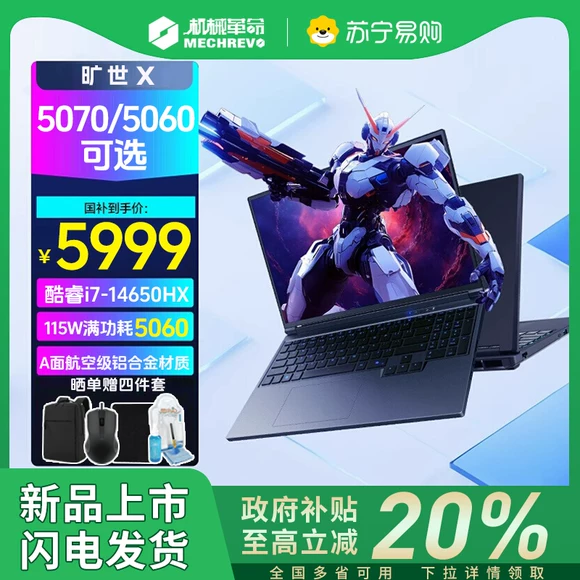 机械革命
MECHREVO
苏宁易购
旷世 X
5070/5060
可选
国补到手价:
¥5999
酷睿i7-14650HX
115W满功耗5060
A面航空级铝合金材质
晒单赠四件套
新品上市
闪电发货
政府补贴
至高立减
20%
全国多省可用 下拉详情领取